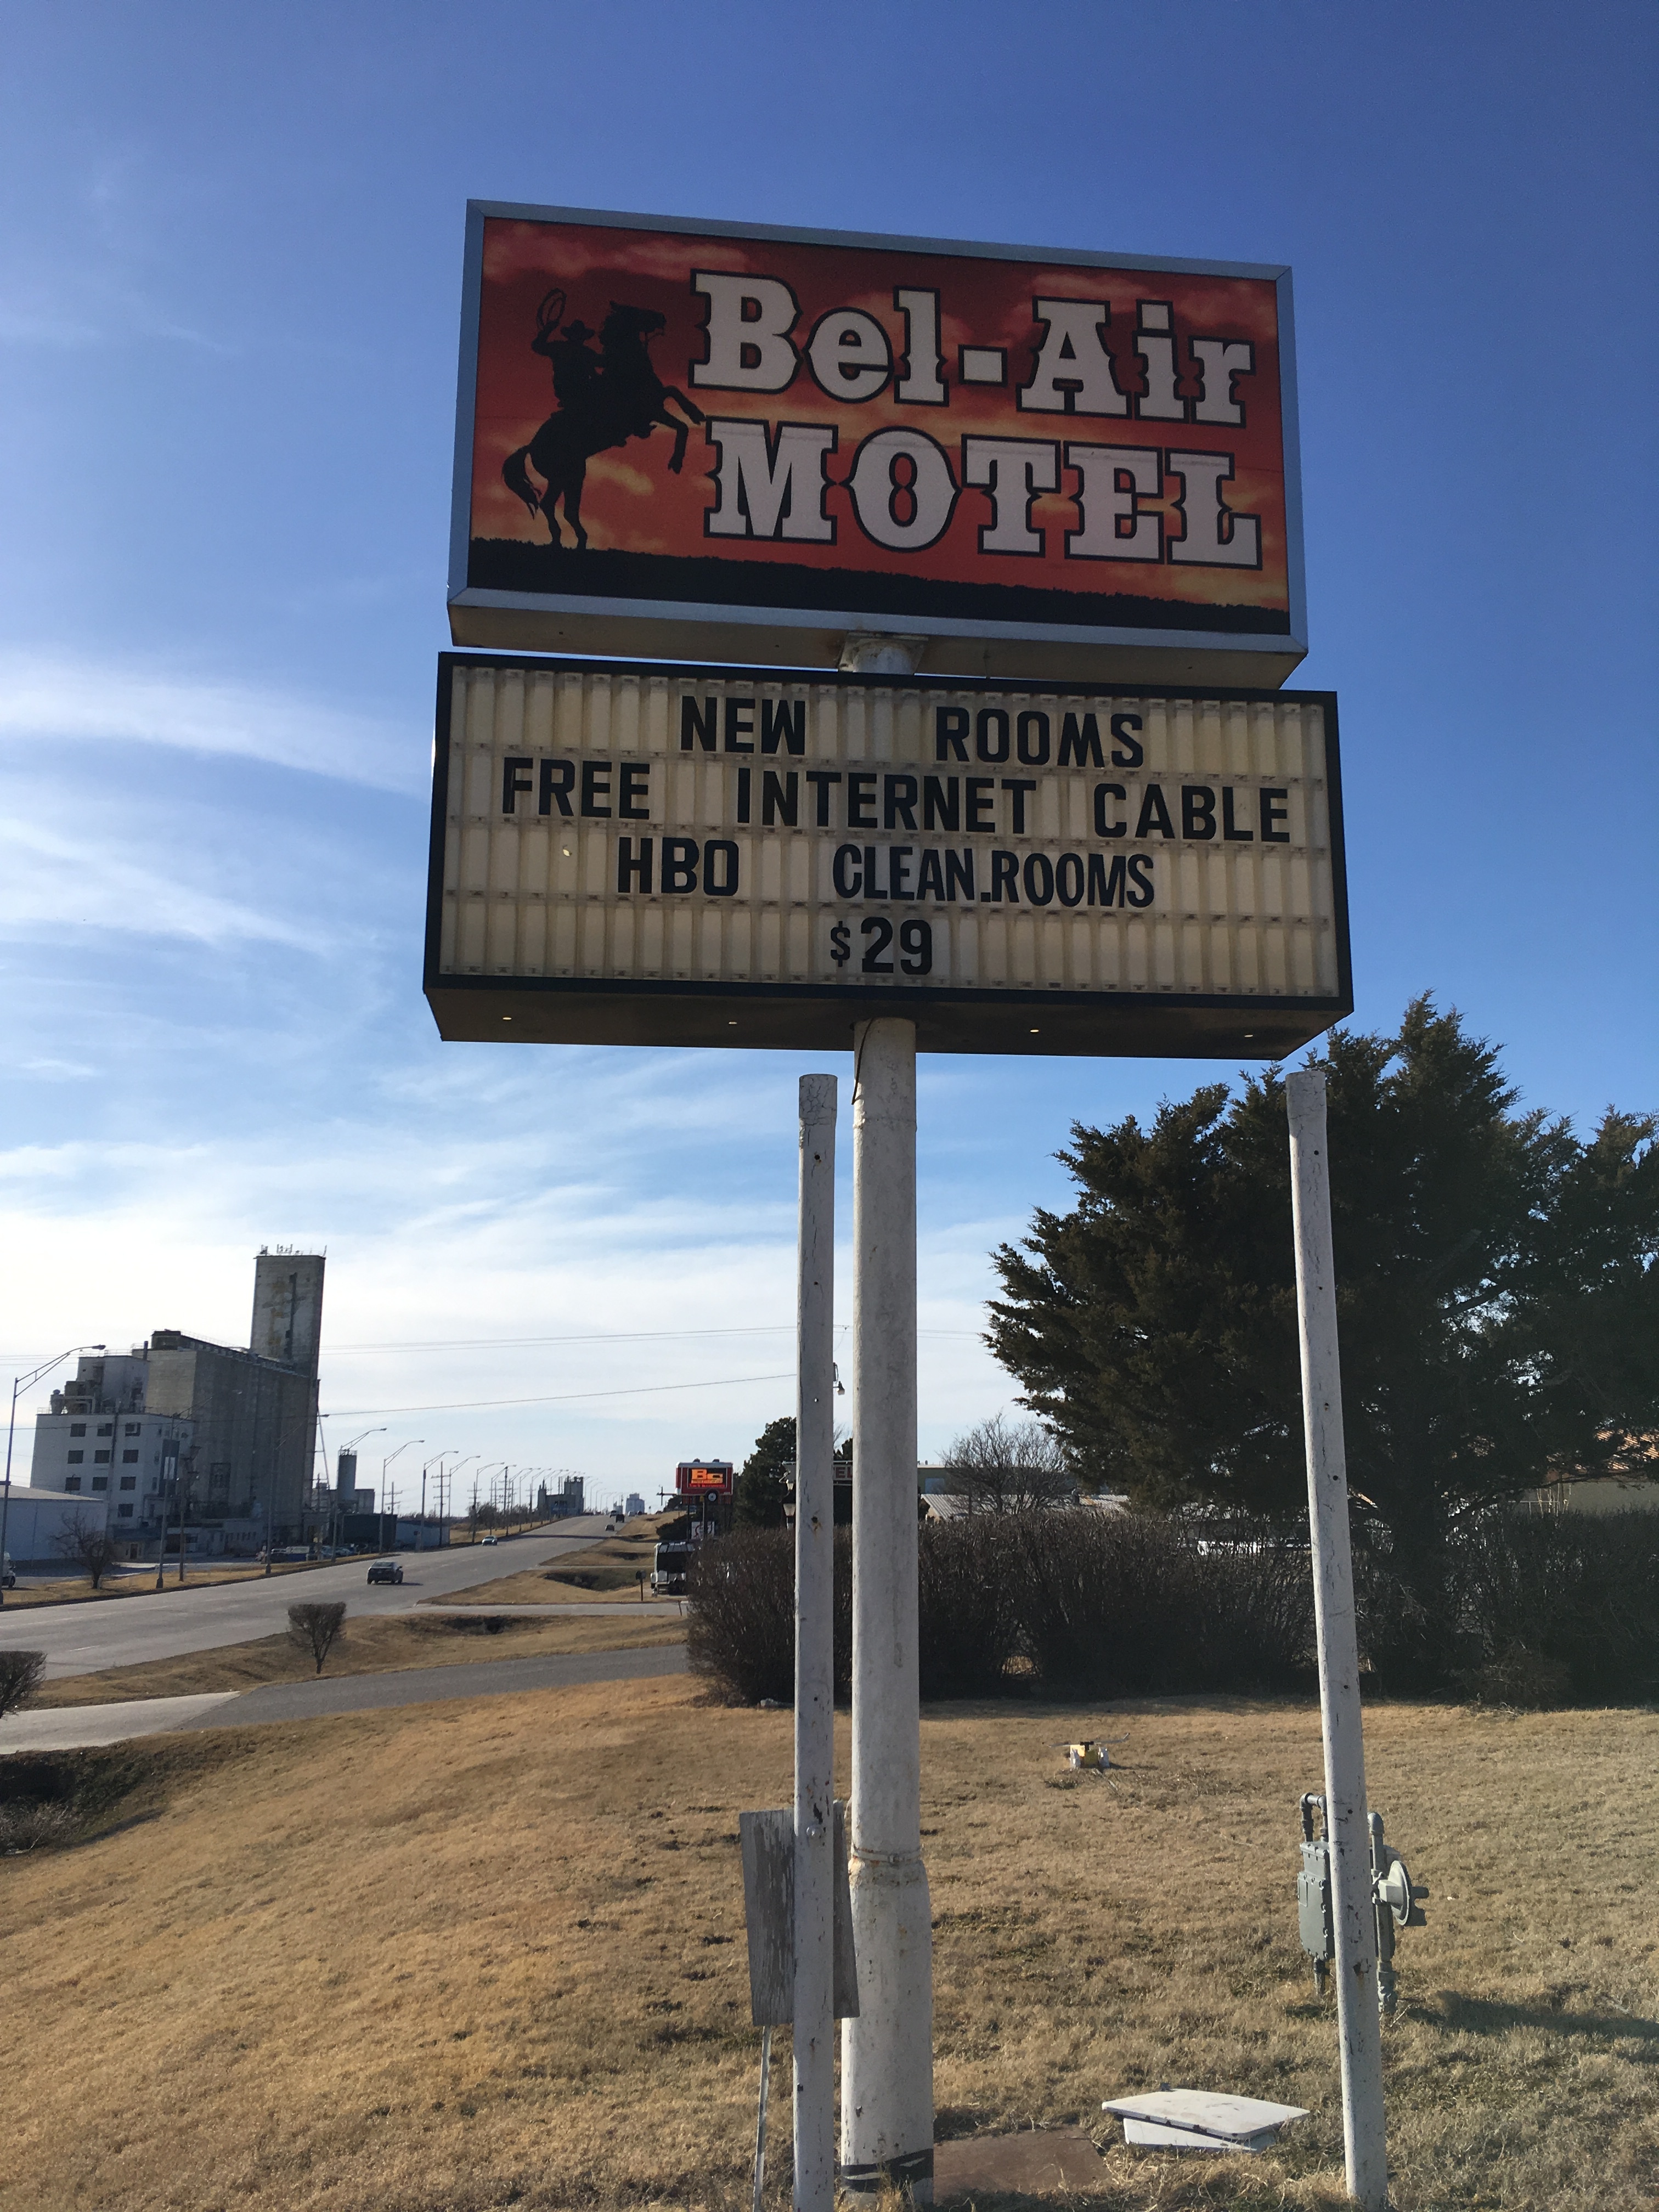 Bel-Air
MOTEL
NEW ROOMS
FREE INTERNET CABLE
HBO CLEAN.ROOMS
$29